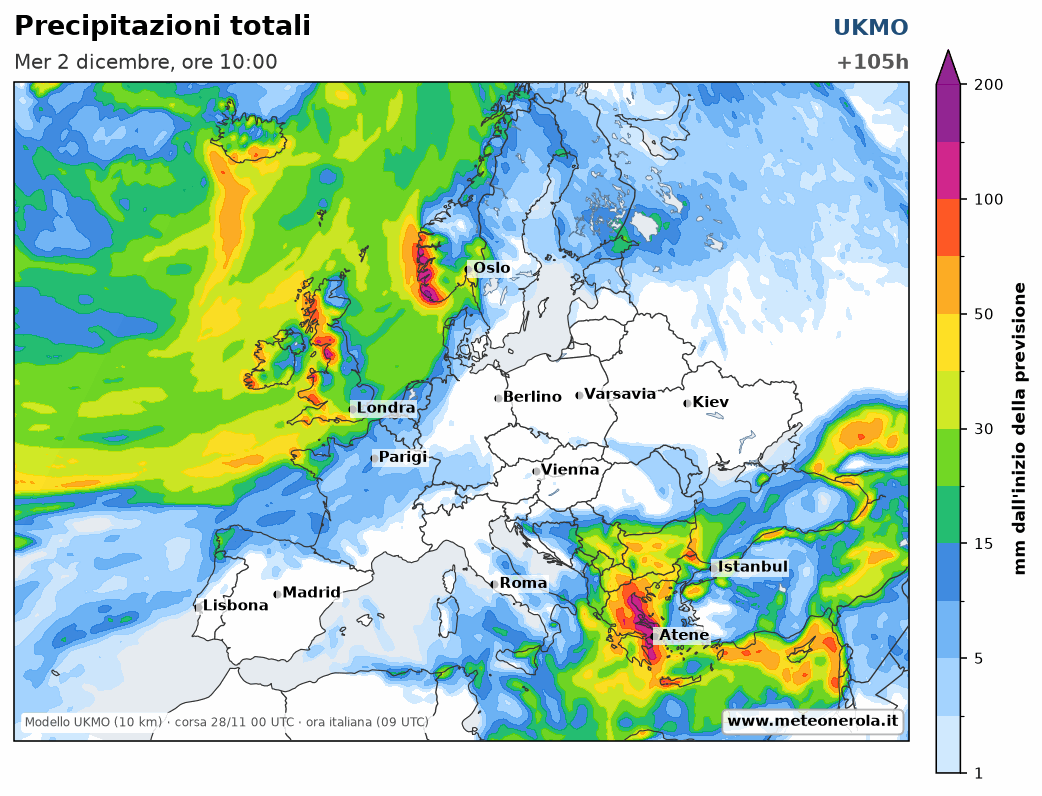 Precipitazioni totali
UKMO
Mer 2 dicembre, ore 10:00
+105h
200
100
50
30
15
5
1
mm dall'inizio della previsione
Oslo
Londra
Berlino
Varsavia
Kiev
Parigi
Vienna
Istanbul
Roma
Madrid
Lisbona
Atene
Modello UKMO (10 km) · corsa 28/11 00 UTC · ora italiana (09 UTC)
www.meteonerola.it